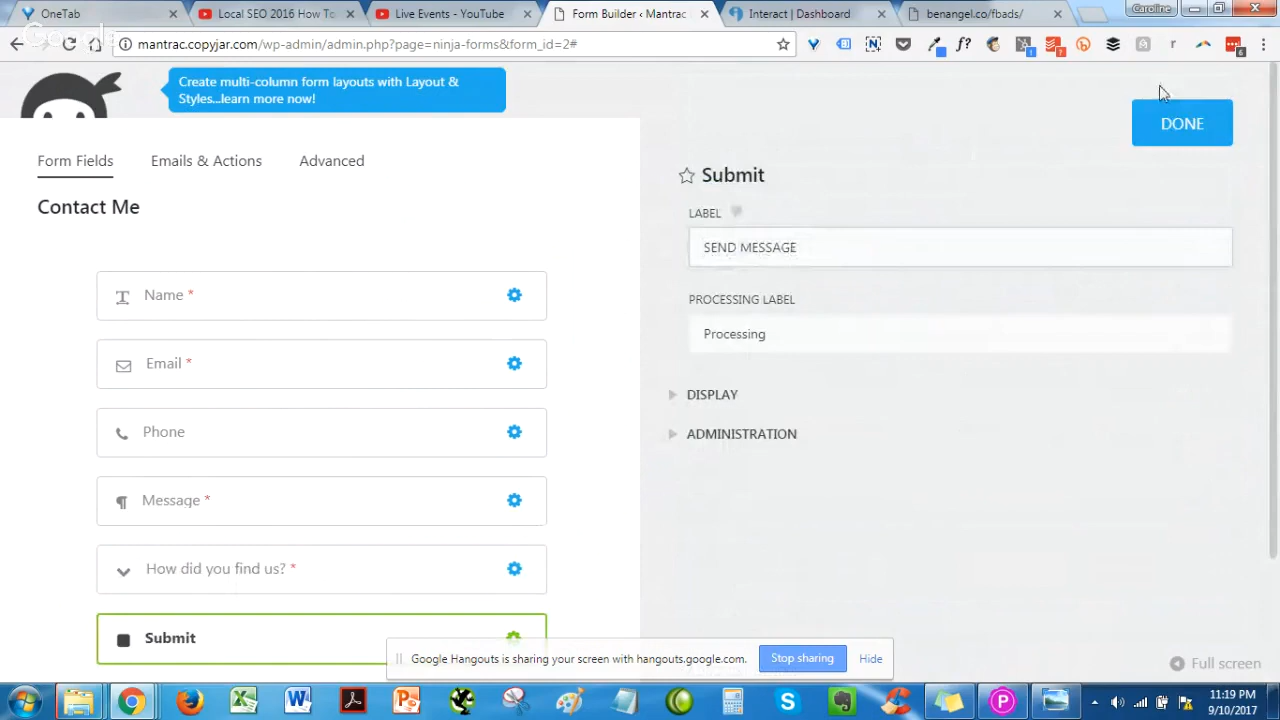 OneTab
Local SEO 2016 How To
Live Events - YouTube
Form Builder ‹ Mantrac
Interact | Dashboard
benangel.co/fbads/
Caroline
Google
mantrac.copyjar.com/wp-admin/admin.php?page=ninja-forms&form_id=2#
Create multi-column form layouts with Layout &
Styles...learn more now!
DONE
Form Fields
Emails & Actions
Advanced
Contact Me
Name *
Email *
Phone
Message *
How did you find us? *
Submit
Submit
LABEL
SEND MESSAGE
PROCESSING LABEL
Processing
DISPLAY
ADMINISTRATION
Google Hangouts is sharing your screen with hangouts.google.com.
Stop sharing
Hide
Full screen
11:19 PM
9/10/2017